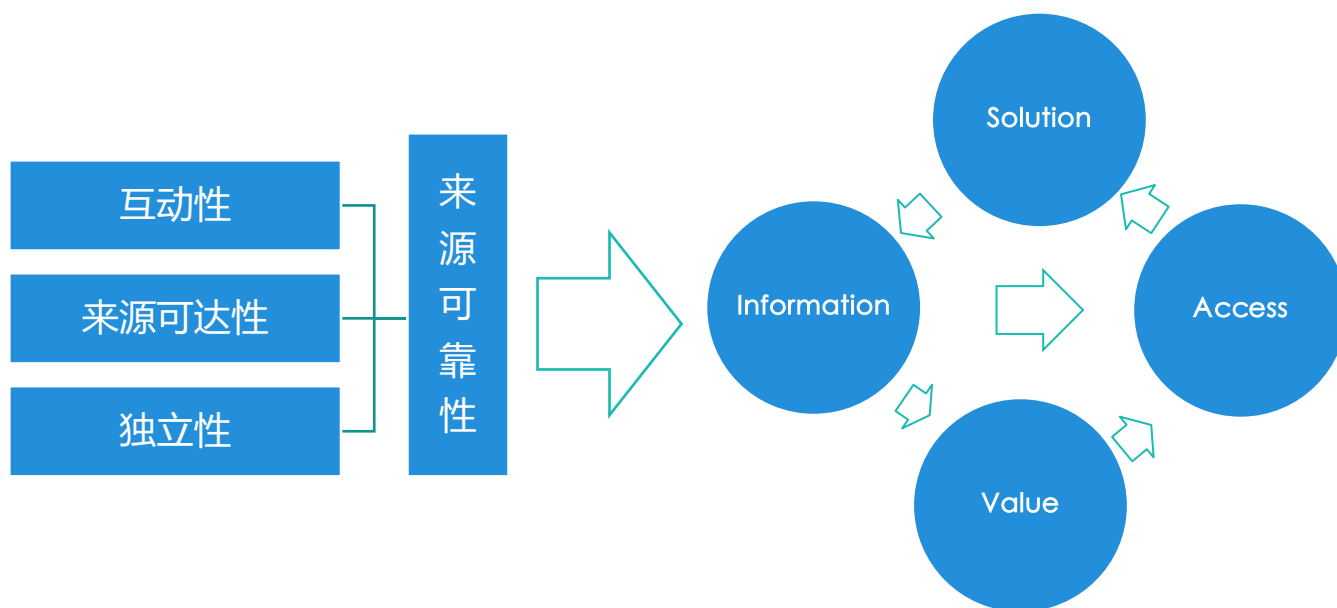 互动性
来源可达性
独立性
来源可靠性
Solution
Information
Access
Value